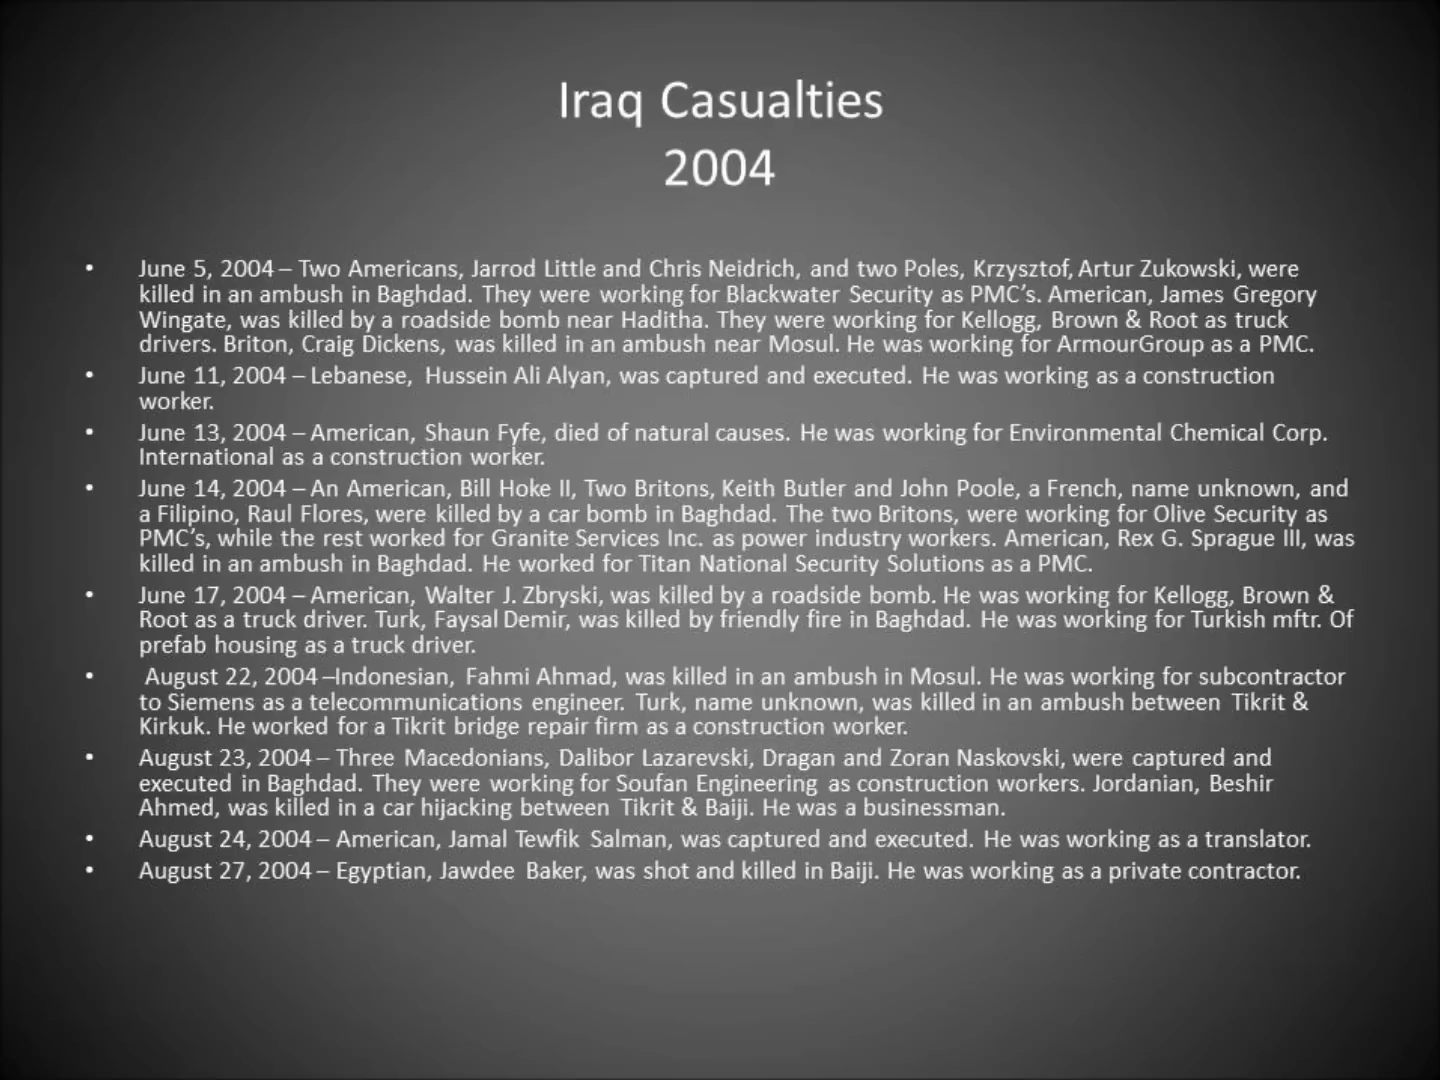 Iraq Casualties
2004
• June 5, 2004 – Two Americans, Jarrod Little and Chris Neidrich, and two Poles, Krzysztof, Artur Zukowski, were
killed in an ambush in Baghdad. They were working for Blackwater Security as PMC’s. American, James Gregory
Wingate, was killed by a roadside bomb near Haditha. They were working for Kellogg, Brown & Root as truck
drivers. Briton, Craig Dickens, was killed in an ambush near Mosul. He was working for ArmourGroup as a PMC.
• June 11, 2004 – Lebanese, Hussein Ali Alyan, was captured and executed. He was working as a construction
worker.
• June 13, 2004 – American, Shaun Fyfe, died of natural causes. He was working for Environmental Chemical Corp.
International as a construction worker.
• June 14, 2004 – An American, Bill Hoke II, Two Britons, Keith Butler and John Poole, a French, name unknown, and
a Filipino, Raul Flores, were killed by a car bomb in Baghdad. The two Britons, were working for Olive Security as
PMC’s, while the rest worked for Granite Services Inc. as power industry workers. American, Rex G. Sprague III, was
killed in an ambush in Baghdad. He worked for Titan National Security Solutions as a PMC.
• June 17, 2004 – American, Walter J. Zbryski, was killed by a roadside bomb. He was working for Kellogg, Brown &
Root as a truck driver. Turk, Faysal Demir, was killed by friendly fire in Baghdad. He was working for Turkish mftr. Of
prefab housing as a truck driver.
• August 22, 2004 –Indonesian, Fahmi Ahmad, was killed in an ambush in Mosul. He was working for subcontractor
to Siemens as a telecommunications engineer. Turk, name unknown, was killed in an ambush between Tikrit &
Kirkuk. He worked for a Tikrit bridge repair firm as a construction worker.
• August 23, 2004 – Three Macedonians, Dalibor Lazarevski, Dragan and Zoran Naskovski, were captured and
executed in Baghdad. They were working for Soufan Engineering as construction workers. Jordanian, Beshir
Ahmed, was killed in a car hijacking between Tikrit & Baiji. He was a businessman.
• August 24, 2004 – American, Jamal Tewfik Salman, was captured and executed. He was working as a translator.
• August 27, 2004 – Egyptian, Jawdee Baker, was shot and killed in Baiji. He was working as a private contractor.